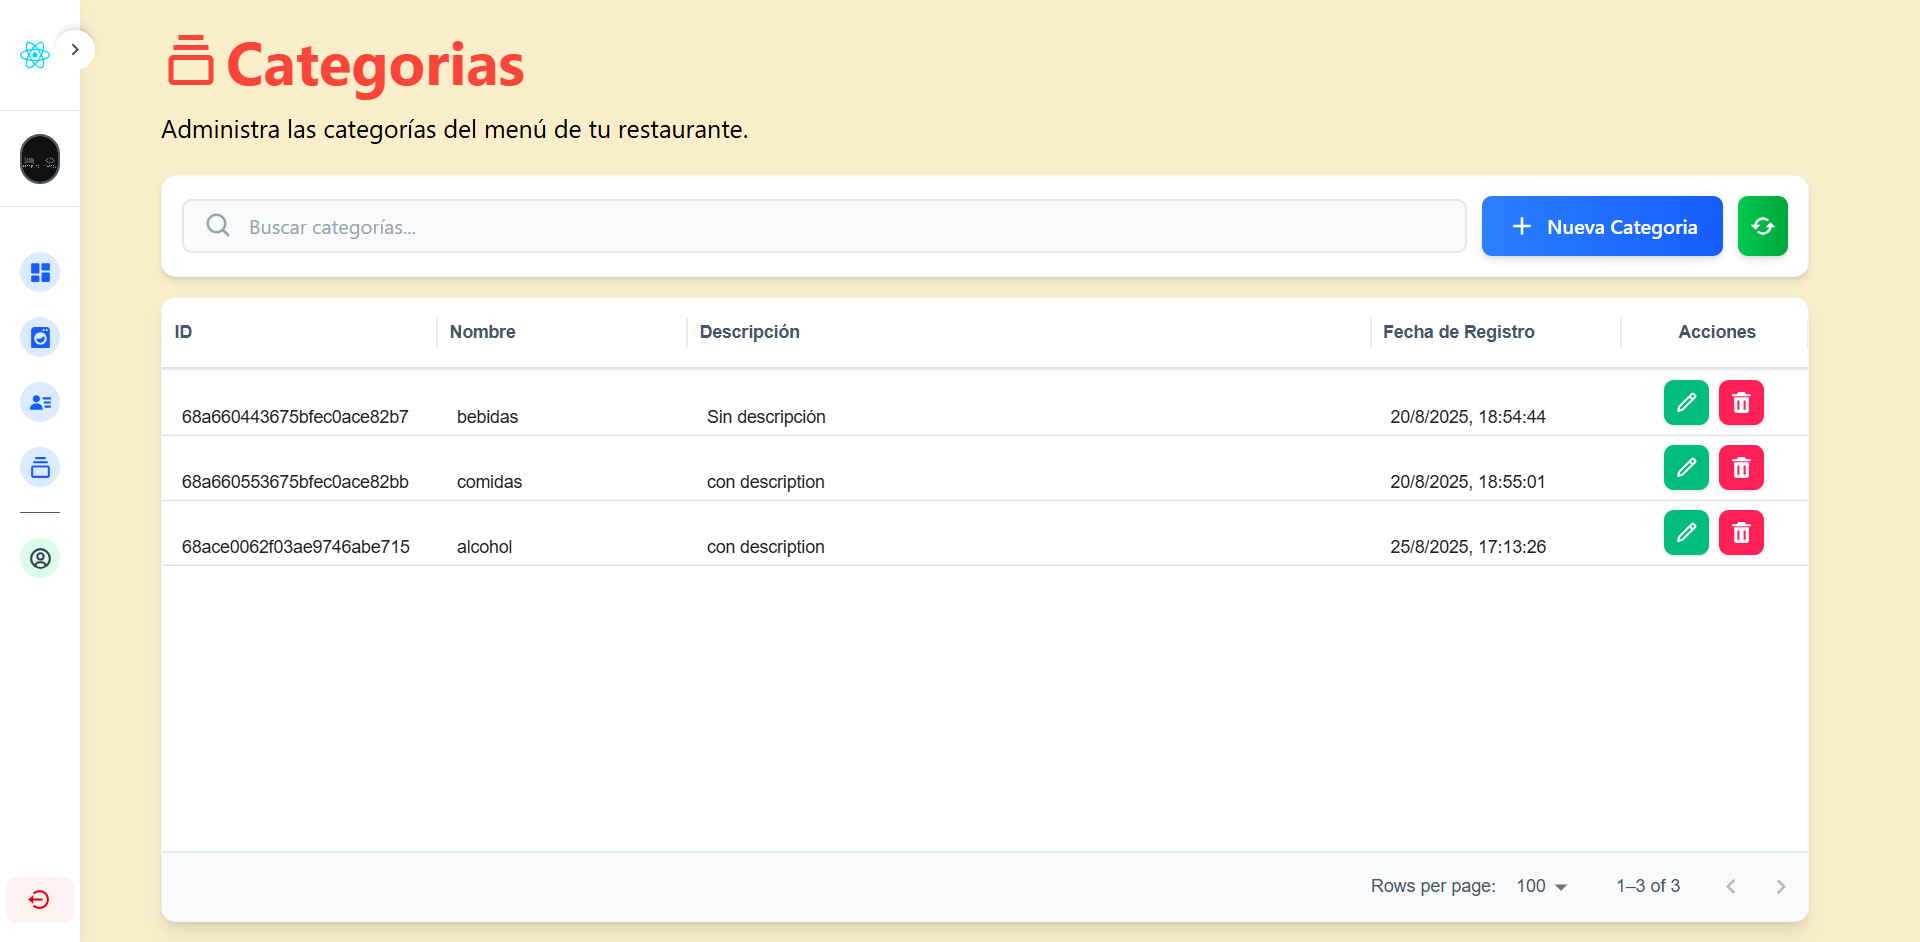 Categorias
Administra las categorías del menú de tu restaurante.
Buscar categorías...
Nueva Categoria
ID Nombre Descripción Fecha de Registro Acciones
68a660443675bfec0ace82b7 bebidas Sin descripción 20/8/2025, 18:54:44
68a660553675bfec0ace82bb comidas con description 20/8/2025, 18:55:01
68ace0062f03ae9746abe715 alcohol con description 25/8/2025, 17:13:26
Rows per page: 100 1–3 of 3